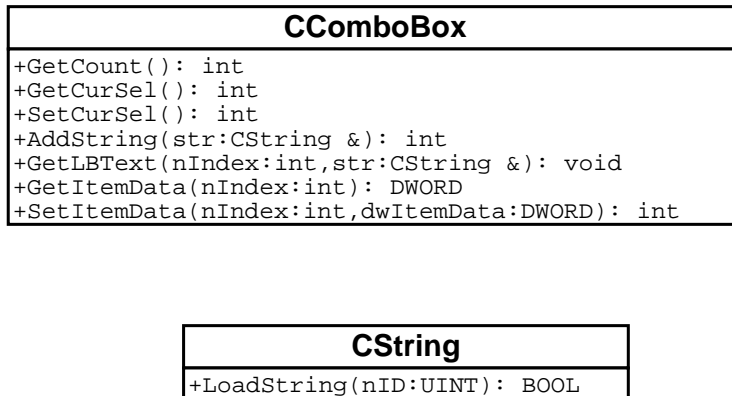 CComboBox
+GetCount(): int
+GetCurSel(): int
+SetCurSel(): int
+AddString(str:CString &): int
+GetLBText(nIndex:int,str:CString &): void
+GetItemData(nIndex:int): DWORD
+SetItemData(nIndex:int,dwItemData:DWORD): int
CString
+LoadString(nID:UINT): BOOL